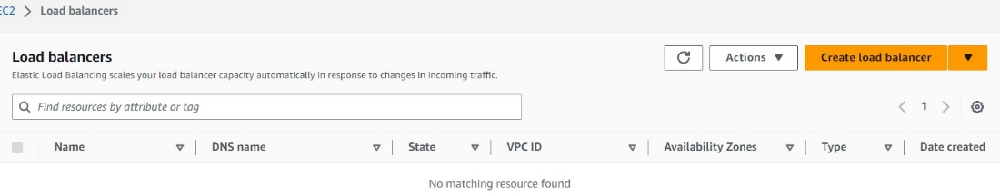 EC2 > Load balancers
Load balancers
Actions
Create load balancer
Elastic Load Balancing scales your load balancer capacity automatically in response to changes in incoming traffic.
Find resources by attribute or tag
1
Name DNS name State VPC ID Availability Zones Type Date created
No matching resource found